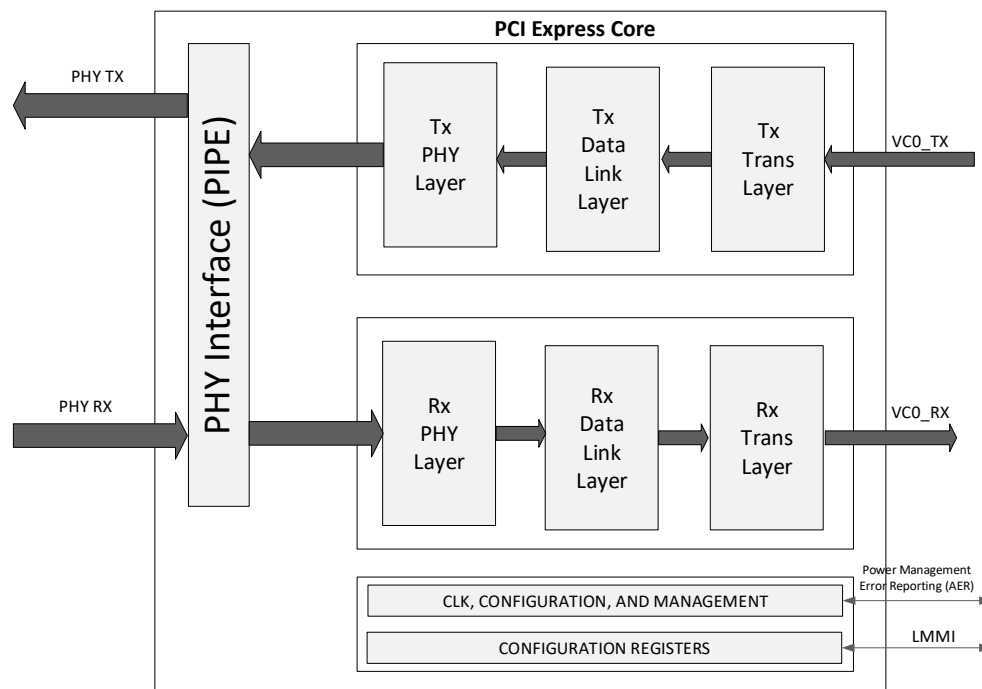 PCI Express Core
PHY TX
PHY Interface (PIPE)
Tx
PHY
Layer
Tx
Data
Link
Layer
Tx
Trans
Layer
VC0_TX
PHY RX
Rx
PHY
Layer
Rx
Data
Link
Layer
Rx
Trans
Layer
VC0_RX
Power Management
Error Reporting (AER)
CLK, CONFIGURATION, AND MANAGEMENT
CONFIGURATION REGISTERS
LMMI